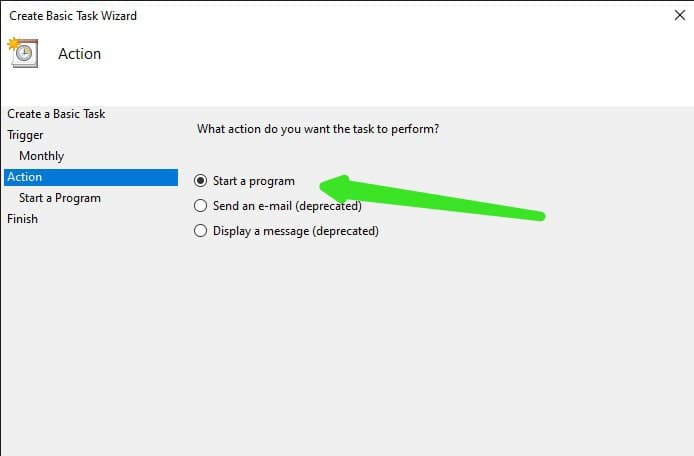 Create Basic Task Wizard
Action
Create a Basic Task
Trigger
Monthly
Action
Start a Program
Finish
What action do you want the task to perform?
Start a program
Send an e-mail (deprecated)
Display a message (deprecated)